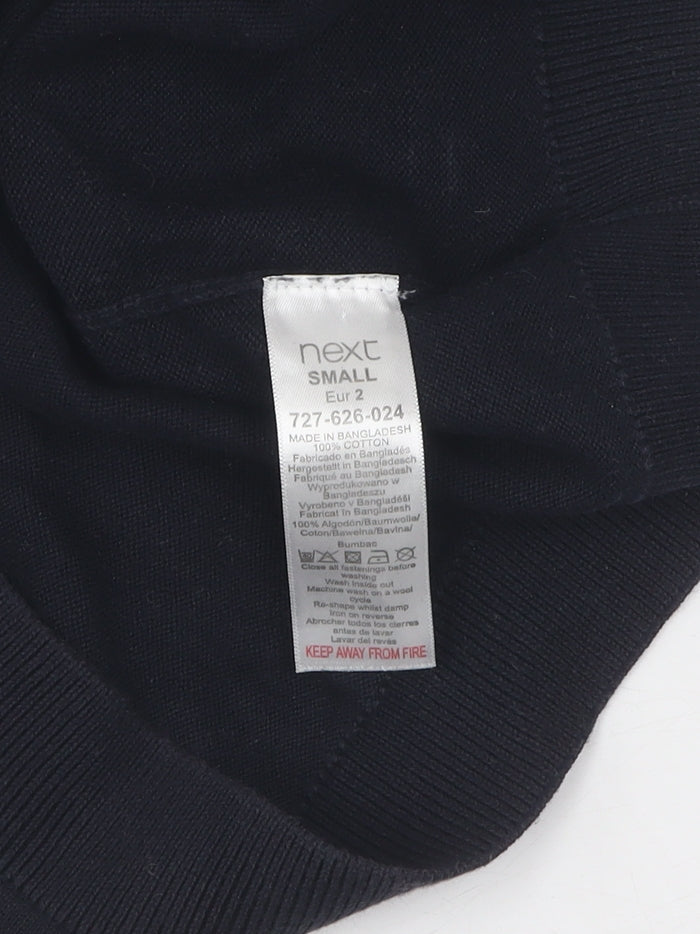 next
SMALL
Eur 2
727-626-024
MADE IN BANGLADESH
100% COTTON
Fabricado en Bangladés
Hergestellt in Bangladesch
Fabriqué au Bangladesh
Wyprodukowano w
Bangladeszu
Vyrobeno v Bangladéši
Fabricat în Bangladesh
100% Algodón/Baumwolle/
Coton/Bawełna/Bavlna/
Bumbac
Close all fastenings before
washing
Wash inside out
Machine wash on a wool
cycle
Re-shape whilst damp
Iron on reverse
Abrochar todos los cierres
antes de lavar
Lavar del revés
KEEP AWAY FROM FIRE